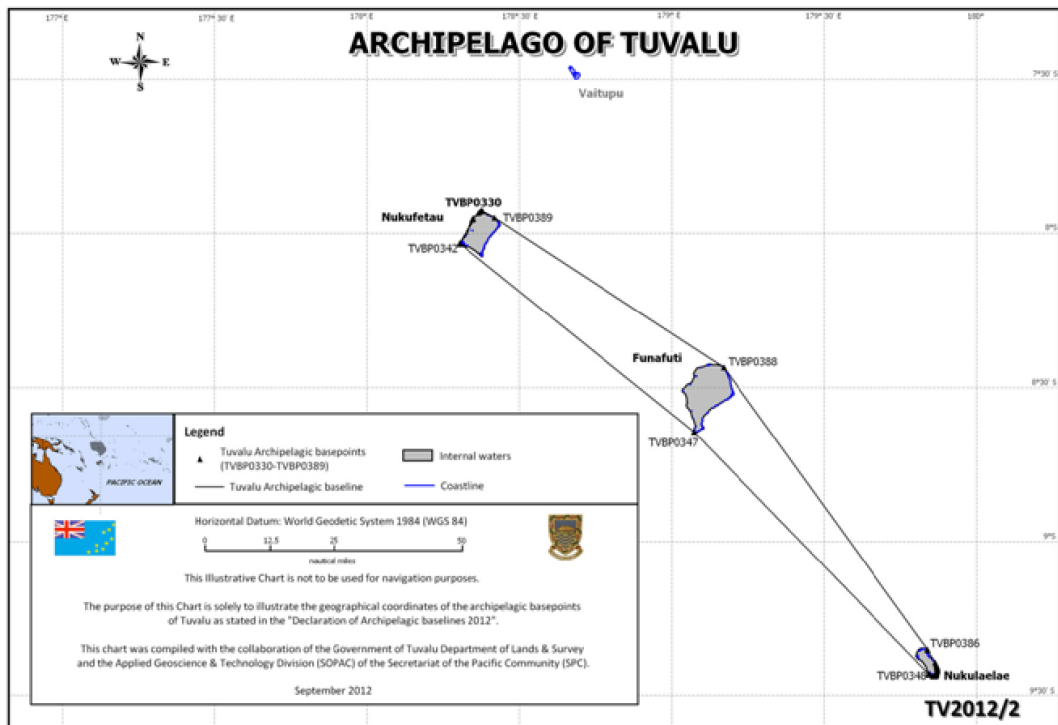 177° E
177°30' E
178° E
178°30' E
179° E
179°30' E
180°
ARCHIPELAGO OF TUVALU
N
W E
S
7°30' S
Vaitupu
TVBP0330
Nukufetau
TVBP0389
8°S
TVBP0342
Funafuti
TVBP0388
8°30' S
TVBP0347
Legend
Tuvalu Archipelagic basepoints
(TVBP0330-TVBP0389)
Internal waters
Tuvalu Archipelagic baseline
Coastline
PACIFIC OCEAN
Horizontal Datum: World Geodetic System 1984 (WGS 84)
0 12.5 25 50
nautical miles
9°S
This Illustrative Chart is not to be used for navigation purposes.
The purpose of this Chart is solely to illustrate the geographical coordinates of the archipelagic basepoints
of Tuvalu as stated in the "Declaration of Archipelagic baselines 2012".
This chart was compiled with the collaboration of the Government of Tuvalu Department of Lands & Survey
and the Applied Geoscience & Technology Division (SOPAC) of the Secretariat of the Pacific Community (SPC).
September 2012
TVBP0386
TVBP0348
Nukulaelae
9°30' S
TV2012/2